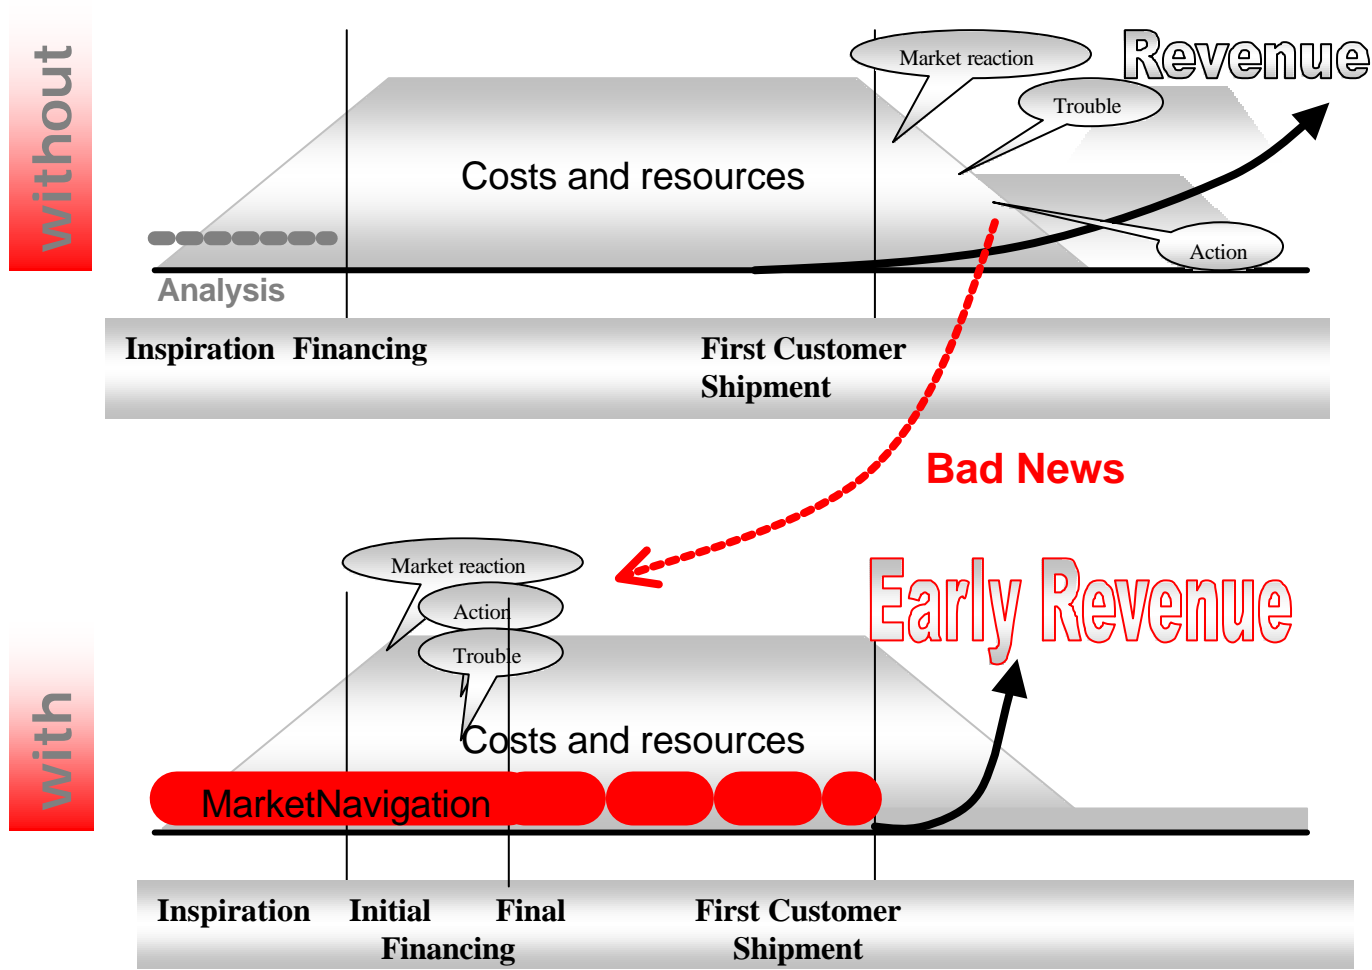 without
Market reaction
Revenue
Trouble
Costs and resources
Action
Analysis
Inspiration Financing First Customer
Shipment
Bad News
Market reaction
Early Revenue
Action
Trouble
with
Costs and resources
MarketNavigation
Inspiration Initial Final First Customer
Financing Shipment